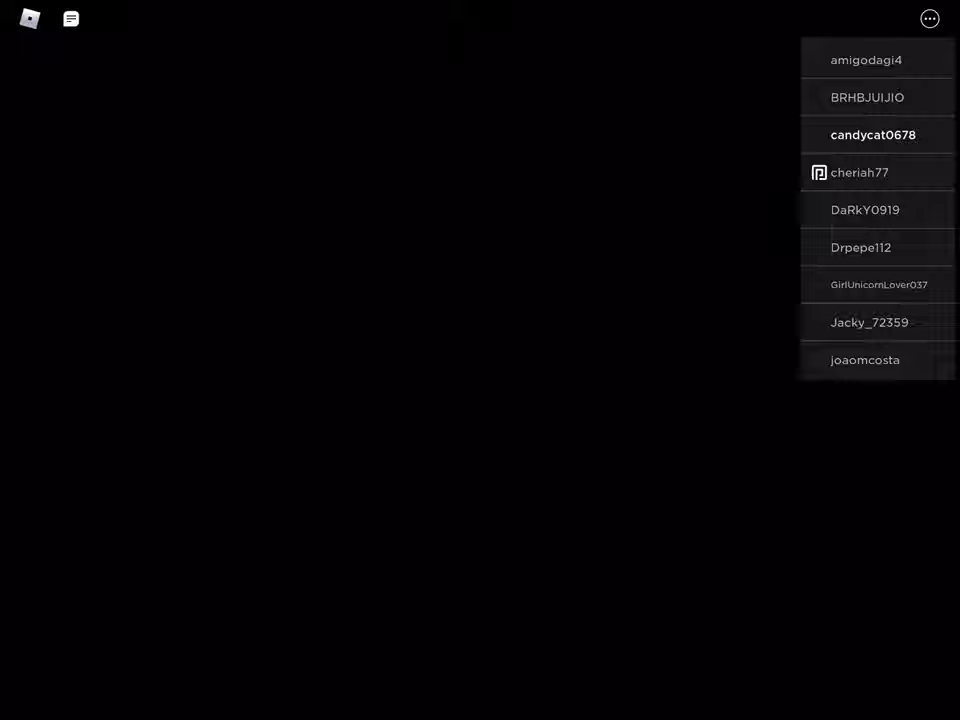 amigodagi4
BRHBJUIJIO
candycat0678
cheriah77
DaRkY0919
Drpepe112
GirlUnicornLover037
Jacky_72359
joaomcosta